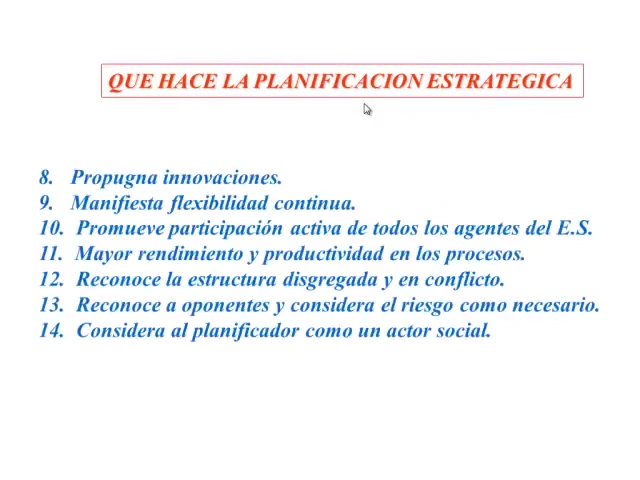 QUE HACE LA PLANIFICACION ESTRATEGICA
8. Propugna innovaciones.
9. Manifiesta flexibilidad continua.
10. Promueve participación activa de todos los agentes del E.S.
11. Mayor rendimiento y productividad en los procesos.
12. Reconoce la estructura disgregada y en conflicto.
13. Reconoce a oponentes y considera el riesgo como necesario.
14. Considera al planificador como un actor social.